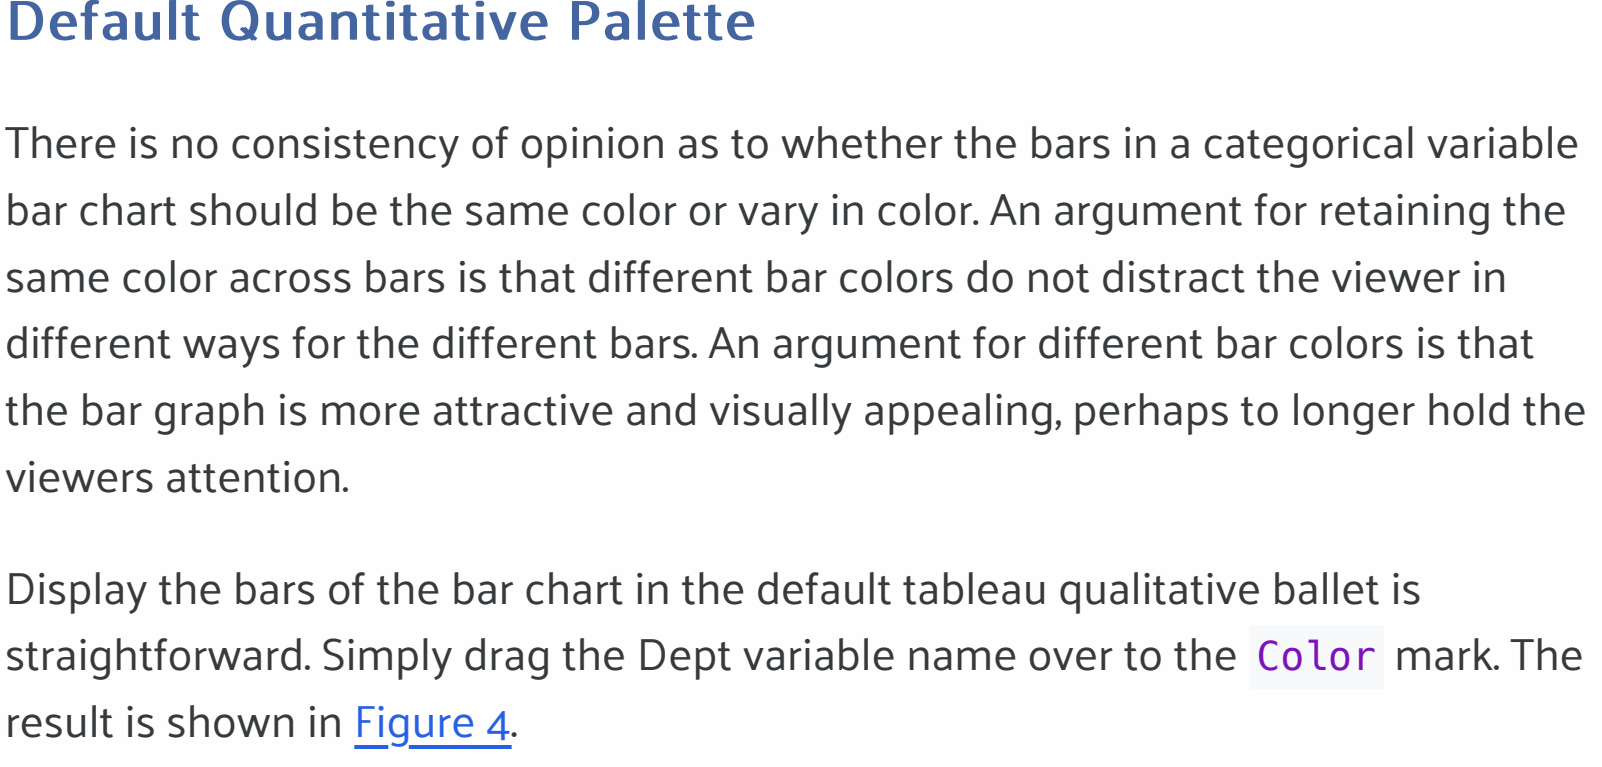 Default Quantitative Palette
There is no consistency of opinion as to whether the bars in a categorical variable
bar chart should be the same color or vary in color. An argument for retaining the
same color across bars is that different bar colors do not distract the viewer in
different ways for the different bars. An argument for different bar colors is that
the bar graph is more attractive and visually appealing, perhaps to longer hold the
viewers attention.
Display the bars of the bar chart in the default tableau qualitative ballet is
straightforward. Simply drag the Dept variable name over to the Color mark. The
result is shown in Figure 4.